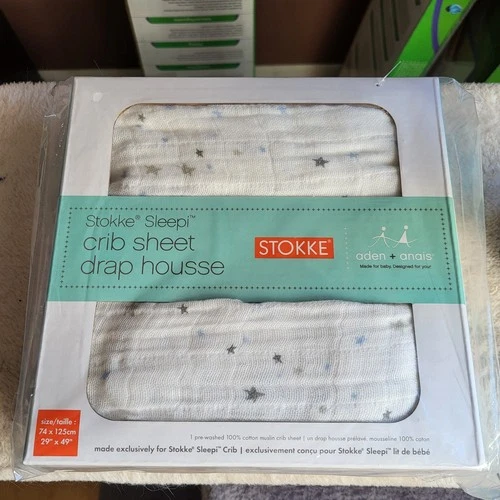 Stokke® Sleepi™
crib sheet
drap housse
STOKKE®
aden + anais®
Made for baby. Designed for you™
size/taille :
74 x 125cm
29" x 49"
1 pre-washed 100% cotton muslin crib sheet | un drap housse prélavé, mousseline 100% coton
made exclusively for Stokke® Sleepi™ Crib | exclusivement conçu pour Stokke® Sleepi™ lit de bébé